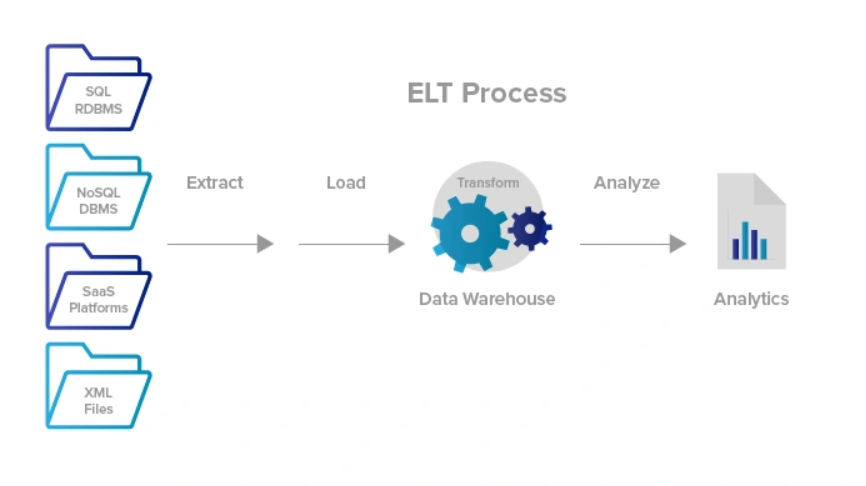 ELT Process
SQL
RDBMS
NoSQL
DBMS
SaaS
Platforms
XML
Files
Extract
Load
Transform
Data Warehouse
Analyze
Analytics